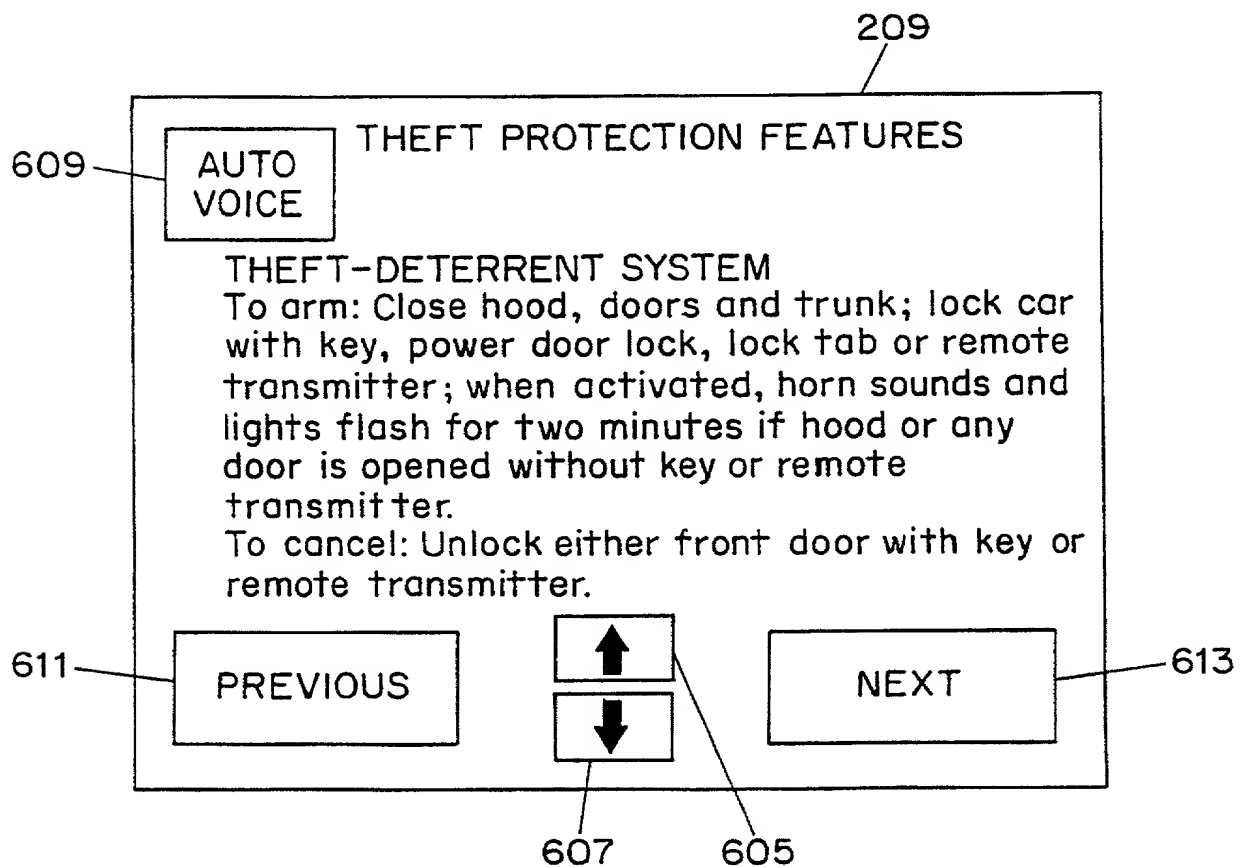 209
THEFT PROTECTION FEATURES
609
AUTO
VOICE
THEFT-DETERRENT SYSTEM
To arm: Close hood, doors and trunk; lock car
with key, power door lock, lock tab or remote
transmitter; when activated, horn sounds and
lights flash for two minutes if hood or any
door is opened without key or remote
transmitter.
To cancel: Unlock either front door with key or
remote transmitter.
611
PREVIOUS
NEXT
613
607
605